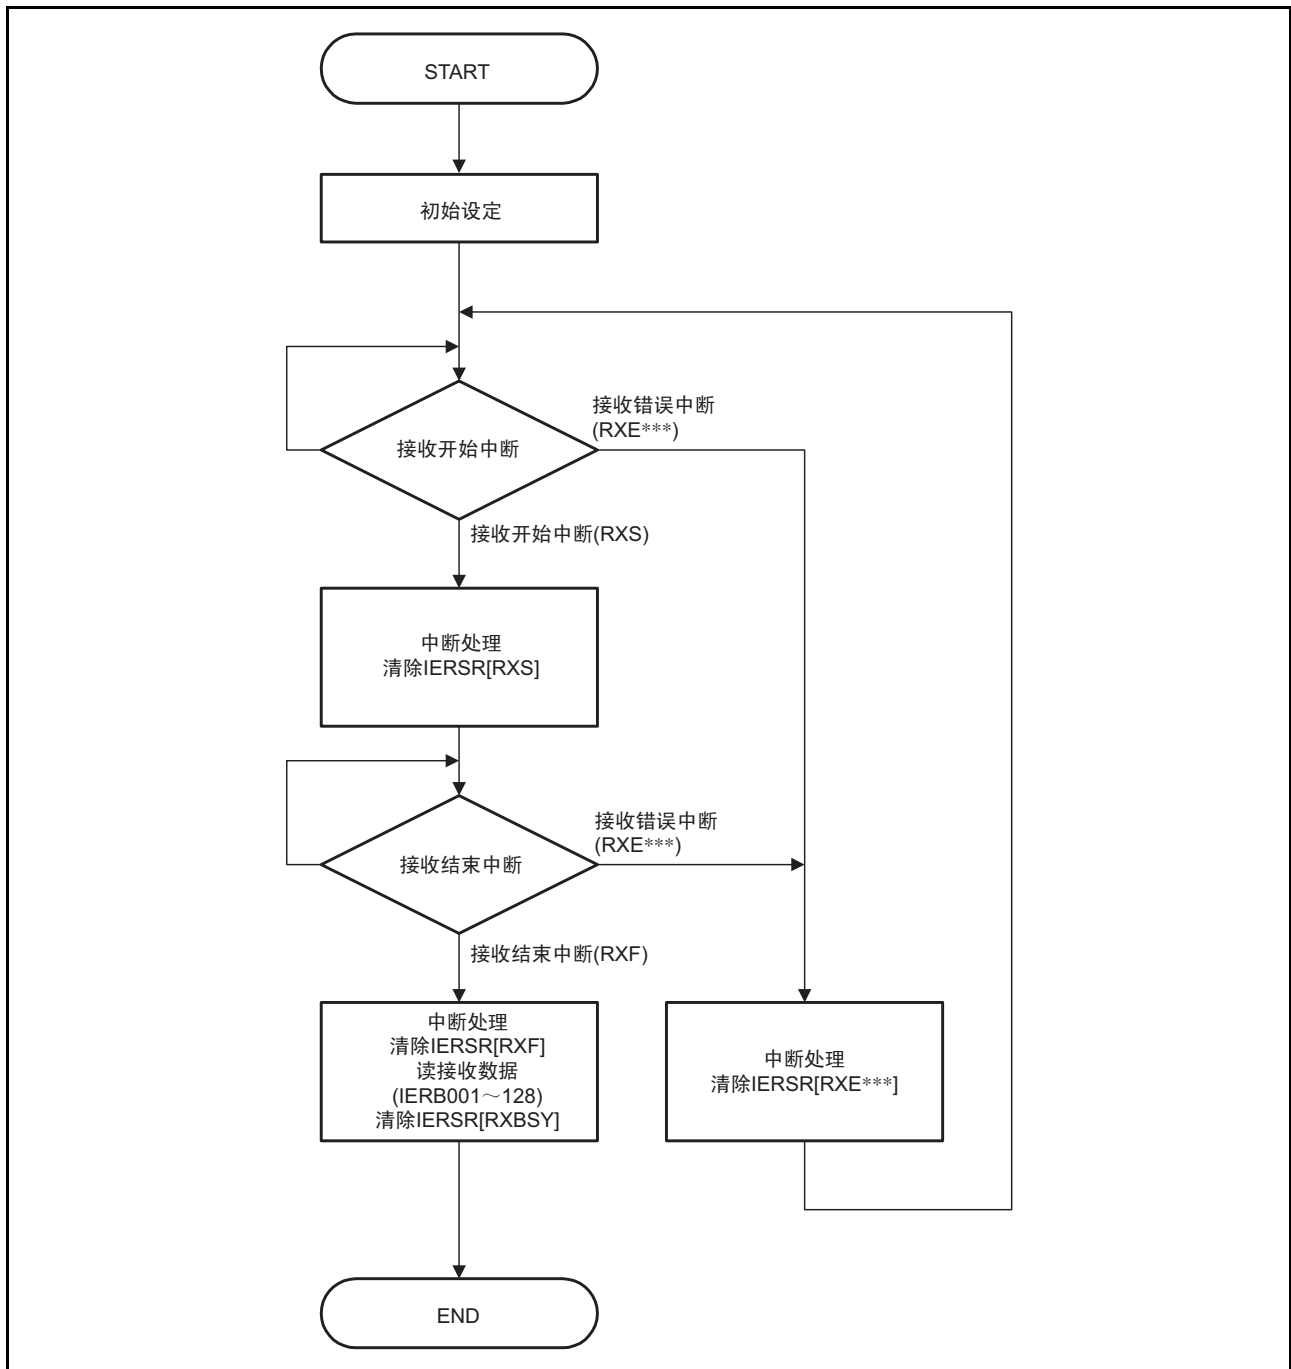 START
初始设定
接收错误中断
(RXE***)
接收开始中断
接收开始中断(RXS)
中断处理
清除IERSR[RXS]
接收错误中断
(RXE***)
接收结束中断
接收结束中断(RXF)
中断处理
清除IERSR[RXF]
读接收数据
(IERB001～128)
清除IERSR[RXBSY]
中断处理
清除IERSR[RXE***]
END